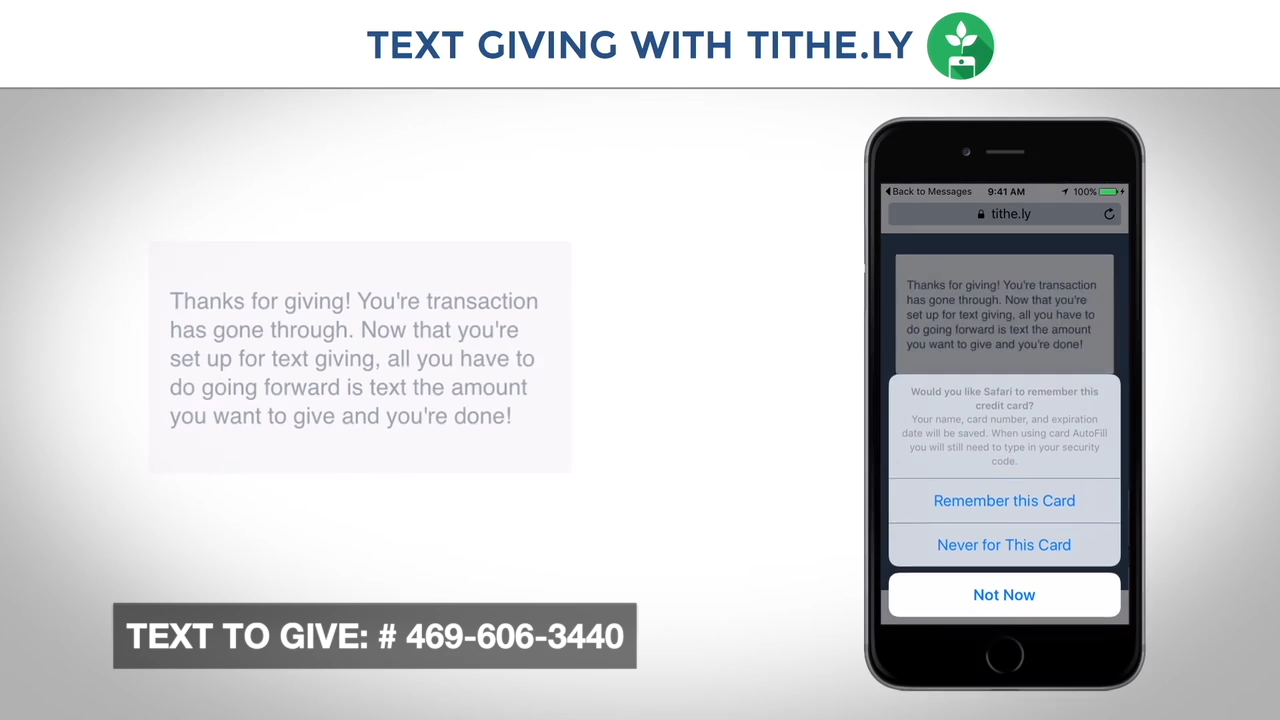 TEXT GIVING WITH TITHE.LY
Thanks for giving! You're transaction
has gone through. Now that you're
set up for text giving, all you have to
do going forward is text the amount
you want to give and you're done!
TEXT TO GIVE: # 469-606-3440
Back to Messages 9:41 AM 100%
tithe.ly
Thanks for giving! You're transaction
has gone through. Now that you're
set up for text giving, all you have to
do going forward is text the amount
you want to give and you're done!
Would you like Safari to remember this
credit card?
Your name, card number, and expiration
date will be saved. When using card AutoFill
you will still need to type in your security
code.
Remember this Card
Never for This Card
Not Now